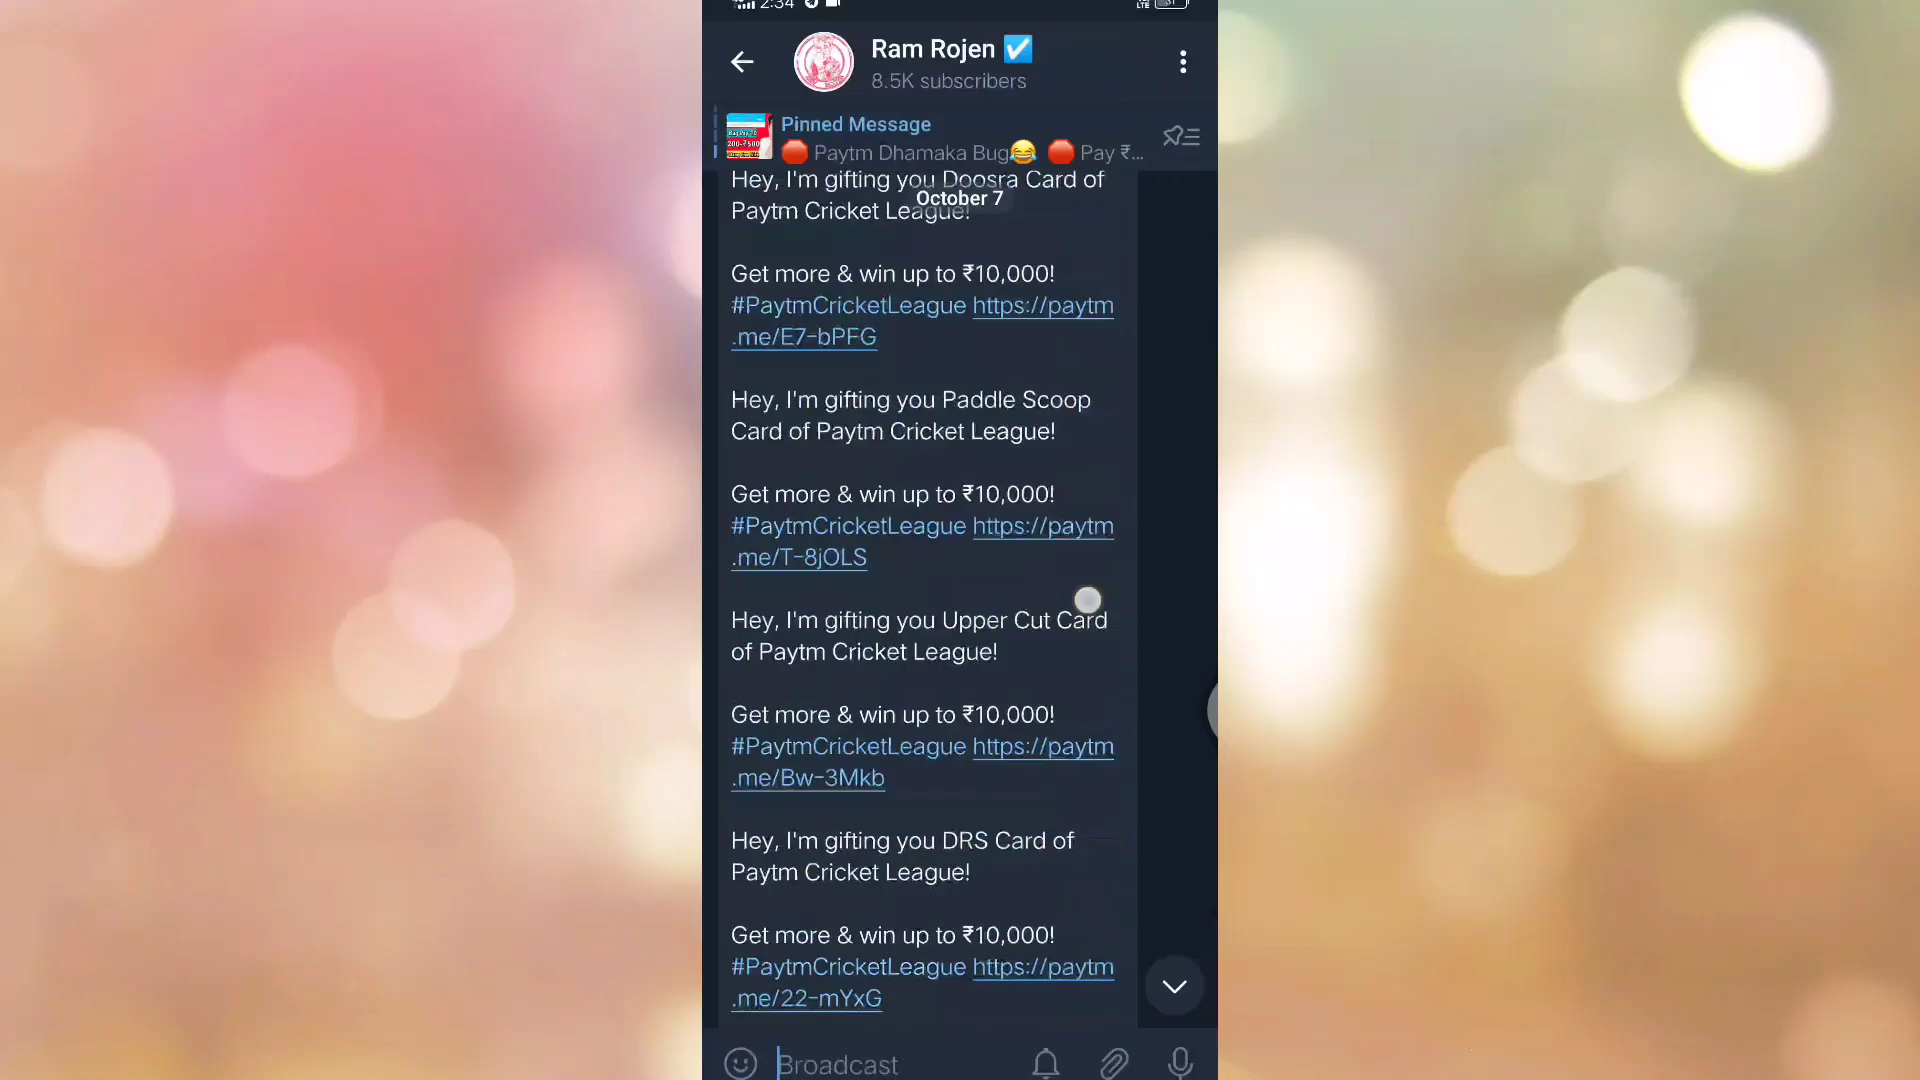 2:34
LTE
Ram Rojen
8.5K subscribers
Pinned Message
Paytm Dhamaka Bug😂 🛑 Pay ₹...
Hey, I'm gifting you Doosra Card of
October 7
Paytm Cricket League!
Get more & win up to ₹10,000!
#PaytmCricketLeague https://paytm
.me/E7-bPFG
Hey, I'm gifting you Paddle Scoop
Card of Paytm Cricket League!
Get more & win up to ₹10,000!
#PaytmCricketLeague https://paytm
.me/T-8jOLS
Hey, I'm gifting you Upper Cut Card
of Paytm Cricket League!
Get more & win up to ₹10,000!
#PaytmCricketLeague https://paytm
.me/Bw-3Mkb
Hey, I'm gifting you DRS Card of
Paytm Cricket League!
Get more & win up to ₹10,000!
#PaytmCricketLeague https://paytm
.me/22-mYxG
Broadcast